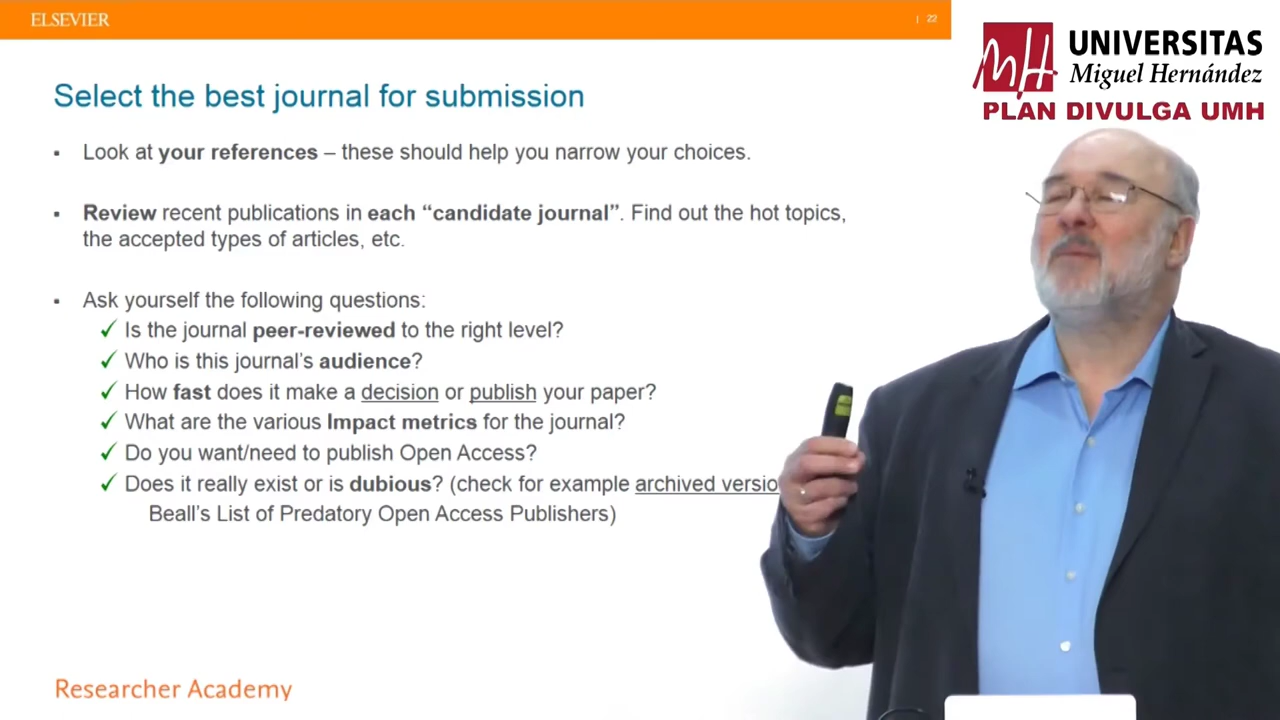 ELSEVIER
| 22
UNIVERSITAS
Miguel Hernández
PLAN DIVULGA UMH
Select the best journal for submission
▪ Look at your references – these should help you narrow your choices.
▪ Review recent publications in each “candidate journal”. Find out the hot topics,
the accepted types of articles, etc.
▪ Ask yourself the following questions:
✓ Is the journal peer-reviewed to the right level?
✓ Who is this journal’s audience?
✓ How fast does it make a decision or publish your paper?
✓ What are the various Impact metrics for the journal?
✓ Do you want/need to publish Open Access?
✓ Does it really exist or is dubious? (check for example archived versio
Beall’s List of Predatory Open Access Publishers)
Researcher Academy